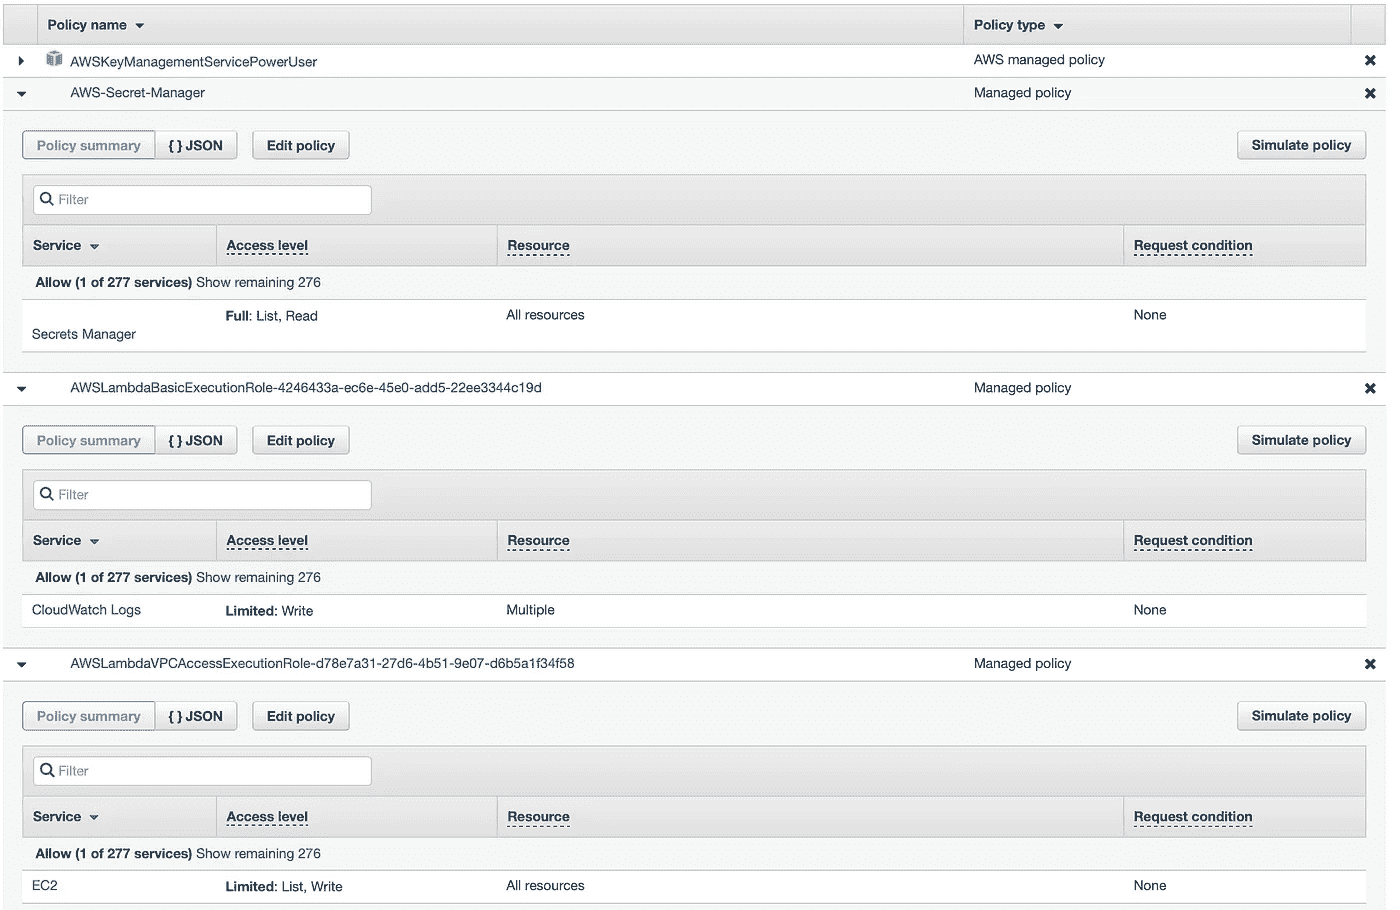 Policy name Policy type
AWSKeyManagementServicePowerUser AWS managed policy
AWS-Secret-Manager Managed policy
Policy summary { } JSON Edit policy Simulate policy
Filter
Service Access level Resource Request condition
Allow (1 of 277 services) Show remaining 276
Full: List, Read All resources None
Secrets Manager
AWSLambdaBasicExecutionRole-4246433a-ec6e-45e0-add5-22ee3344c19d Managed policy
Policy summary { } JSON Edit policy Simulate policy
Filter
Service Access level Resource Request condition
Allow (1 of 277 services) Show remaining 276
CloudWatch Logs Limited: Write Multiple None
AWSLambdaVPCAccessExecutionRole-d78e7a31-27d6-4b51-9e07-d6b5a1f34f58 Managed policy
Policy summary { } JSON Edit policy Simulate policy
Filter
Service Access level Resource Request condition
Allow (1 of 277 services) Show remaining 276
EC2 Limited: List, Write All resources None